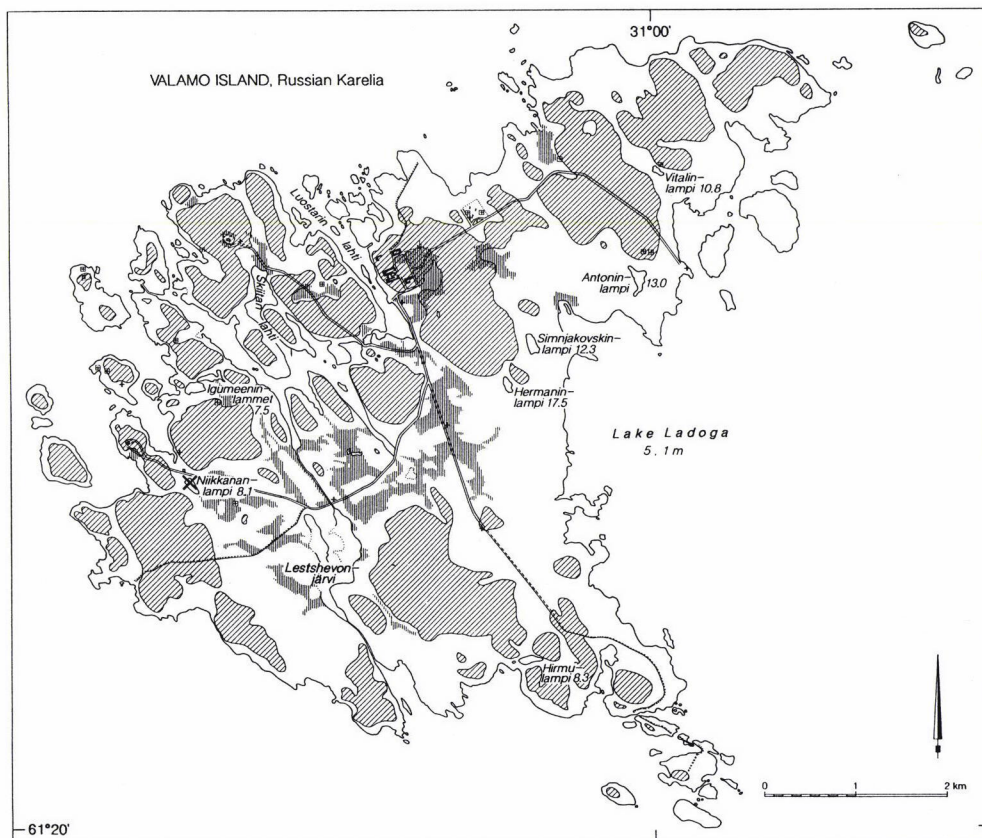 31°00'
VALAMO ISLAND, Russian Karelia
Vitalin-
lampi 10.8
Luostarin
lahti
Antonin-
lampi 13.0
Skiitan
lahti
Simnjakovskin-
lampi 12.3
Igumeenin-
lammet
7.5
Hermanin-
lampi 17.5
Lake Ladoga
5.1m
Niikkanan-
lampi 8.1
Lestshevon-
järvi
Hirmu-
lampi 8.3
0 1 2 km
61°20'